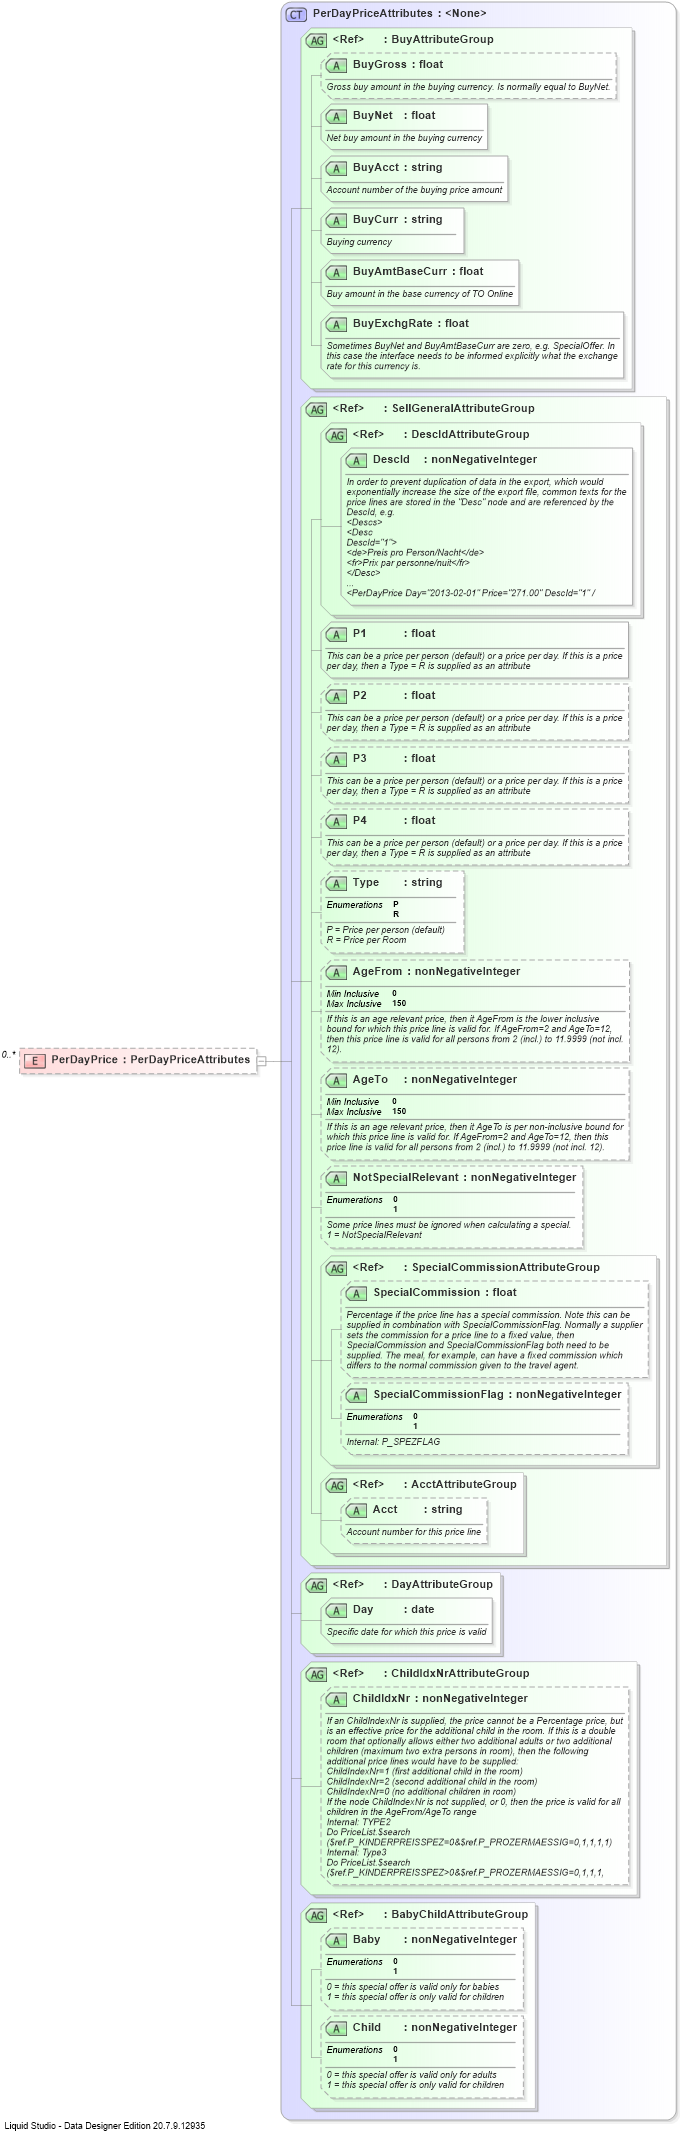 CT PerDayPriceAttributes : <None>
AG <Ref> : BuyAttributeGroup
A BuyGross : float
Gross buy amount in the buying currency. Is normally equal to BuyNet.
A BuyNet : float
Net buy amount in the buying currency
A BuyAcct : string
Account number of the buying price amount
A BuyCurr : string
Buying currency
A BuyAmtBaseCurr : float
Buy amount in the base currency of TO Online
A BuyExchgRate : float
Sometimes BuyNet and BuyAmtBaseCurr are zero, e.g. SpecialOffer. In
this case the interface needs to be informed explicitly what the exchange
rate for this currency is.
AG <Ref> : SellGeneralAttributeGroup
AG <Ref> : DescIdAttributeGroup
A DescId : nonNegativeInteger
In order to prevent duplication of data in the export, which would
exponentially increase the size of the export file, common texts for the
price lines are stored in the "Desc" node and are referenced by the
DescId, e.g.
<Descs>
<Desc
DescId="1">
<de>Preis pro Person/Nacht</de>
<fr>Prix par personne/nuit</fr>
</Desc>
...
<PerDayPrice Day="2013-02-01" Price="271.00" DescId="1" /
A P1 : float
This can be a price per person (default) or a price per day. If this is a price
per day, then a Type = R is supplied as an attribute
A P2 : float
This can be a price per person (default) or a price per day. If this is a price
per day, then a Type = R is supplied as an attribute
A P3 : float
This can be a price per person (default) or a price per day. If this is a price
per day, then a Type = R is supplied as an attribute
A P4 : float
This can be a price per person (default) or a price per day. If this is a price
per day, then a Type = R is supplied as an attribute
A Type : string
Enumerations P
R
P = Price per person (default)
R = Price per Room
A AgeFrom : nonNegativeInteger
Min Inclusive 0
Max Inclusive 150
If this is an age relevant price, then it AgeFrom is the lower inclusive
bound for which this price line is valid for. If AgeFrom=2 and AgeTo=12,
then this price line is valid for all persons from 2 (incl.) to 11.9999 (not incl.
12).
0..* E PerDayPrice : PerDayPriceAttributes
A AgeTo : nonNegativeInteger
Min Inclusive 0
Max Inclusive 150
If this is an age relevant price, then it AgeTo is per non-inclusive bound for
which this price line is valid for. If AgeFrom=2 and AgeTo=12, then this
price line is valid for all persons from 2 (incl.) to 11.9999 (not incl. 12).
A NotSpecialRelevant : nonNegativeInteger
Enumerations 0
1
Some price lines must be ignored when calculating a special.
1 = NotSpecialRelevant
AG <Ref> : SpecialCommissionAttributeGroup
A SpecialCommission : float
Percentage if the price line has a special commission. Note this can be
supplied in combination with SpecialCommissionFlag. Normally a supplier
sets the commission for a price line to a fixed value, then
SpecialCommission and SpecialCommissionFlag both need to be
supplied. The meal, for example, can have a fixed commission which
differs to the normal commission given to the travel agent.
A SpecialCommissionFlag : nonNegativeInteger
Enumerations 0
1
Internal: P_SPEZFLAG
AG <Ref> : AcctAttributeGroup
A Acct : string
Account number for this price line
AG <Ref> : DayAttributeGroup
A Day : date
Specific date for which this price is valid
AG <Ref> : ChildIdxNrAttributeGroup
A ChildIdxNr : nonNegativeInteger
If an ChildIndexNr is supplied, the price cannot be a Percentage price, but
is an effective price for the additional child in the room. If this is a double
room that optionally allows either two additional adults or two additional
children (maximum two extra persons in room), then the following
additional price lines would have to be supplied:
ChildIndexNr=1 (first additional child in the room)
ChildIndexNr=2 (second additional child in the room)
ChildIndexNr=0 (no additional children in room)
If the node ChildIndexNr is not supplied, or 0, then the price is valid for all
children in the AgeFrom/AgeTo range
Internal: TYPE2
Do PriceList.$search
($ref.P_KINDERPREISSPEZ=0&$ref.P_PROZERMAESSIG=0,1,1,1,1)
Internal: Type3
Do PriceList.$search
($ref.P_KINDERPREISSPEZ>0&$ref.P_PROZERMAESSIG=0,1,1,1,
AG <Ref> : BabyChildAttributeGroup
A Baby : nonNegativeInteger
Enumerations 0
1
0 = this special offer is valid only for babies
1 = this special offer is only valid for children
A Child : nonNegativeInteger
Enumerations 0
1
0 = this special offer is valid only for adults
1 = this special offer is only valid for children
Liquid Studio - Data Designer Edition 20.7.9.12935